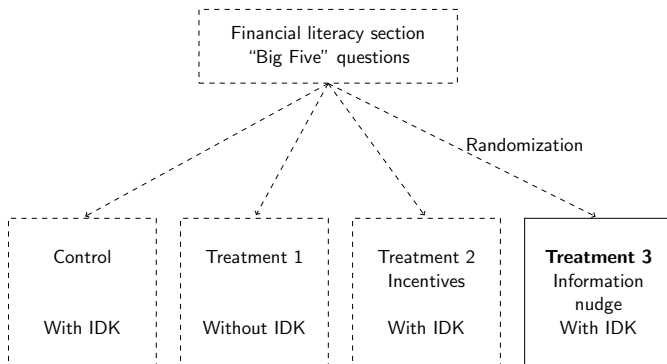 Financial literacy section
“Big Five” questions
Randomization
Control
With IDK
Treatment 1
Without IDK
Treatment 2
Incentives
With IDK
Treatment 3
Information
nudge
With IDK